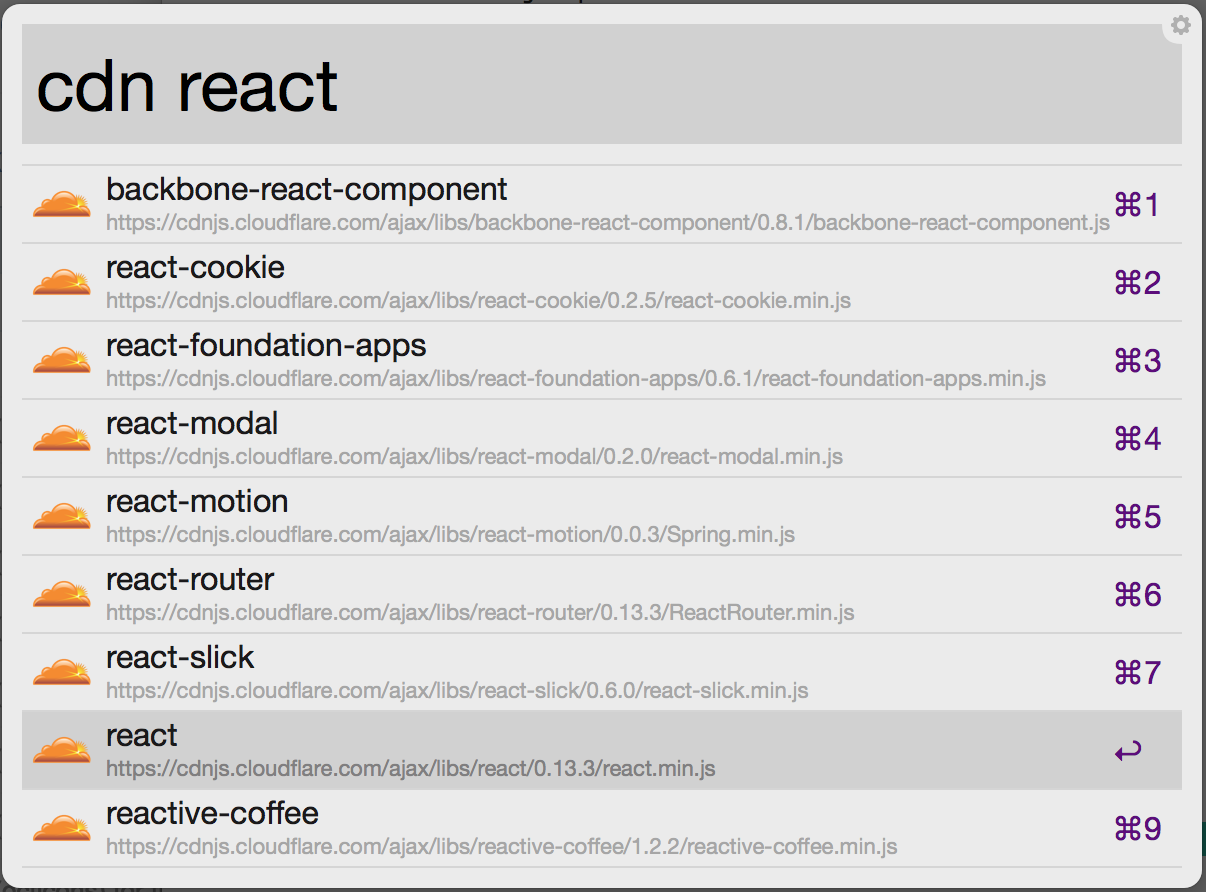 cdn react
backbone-react-component
https://cdnjs.cloudflare.com/ajax/libs/backbone-react-component/0.8.1/backbone-react-component.js
⌘1
react-cookie
https://cdnjs.cloudflare.com/ajax/libs/react-cookie/0.2.5/react-cookie.min.js
⌘2
react-foundation-apps
https://cdnjs.cloudflare.com/ajax/libs/react-foundation-apps/0.6.1/react-foundation-apps.min.js
⌘3
react-modal
https://cdnjs.cloudflare.com/ajax/libs/react-modal/0.2.0/react-modal.min.js
⌘4
react-motion
https://cdnjs.cloudflare.com/ajax/libs/react-motion/0.0.3/Spring.min.js
⌘5
react-router
https://cdnjs.cloudflare.com/ajax/libs/react-router/0.13.3/ReactRouter.min.js
⌘6
react-slick
https://cdnjs.cloudflare.com/ajax/libs/react-slick/0.6.0/react-slick.min.js
⌘7
react
https://cdnjs.cloudflare.com/ajax/libs/react/0.13.3/react.min.js
↩
reactive-coffee
https://cdnjs.cloudflare.com/ajax/libs/reactive-coffee/1.2.2/reactive-coffee.min.js
⌘9